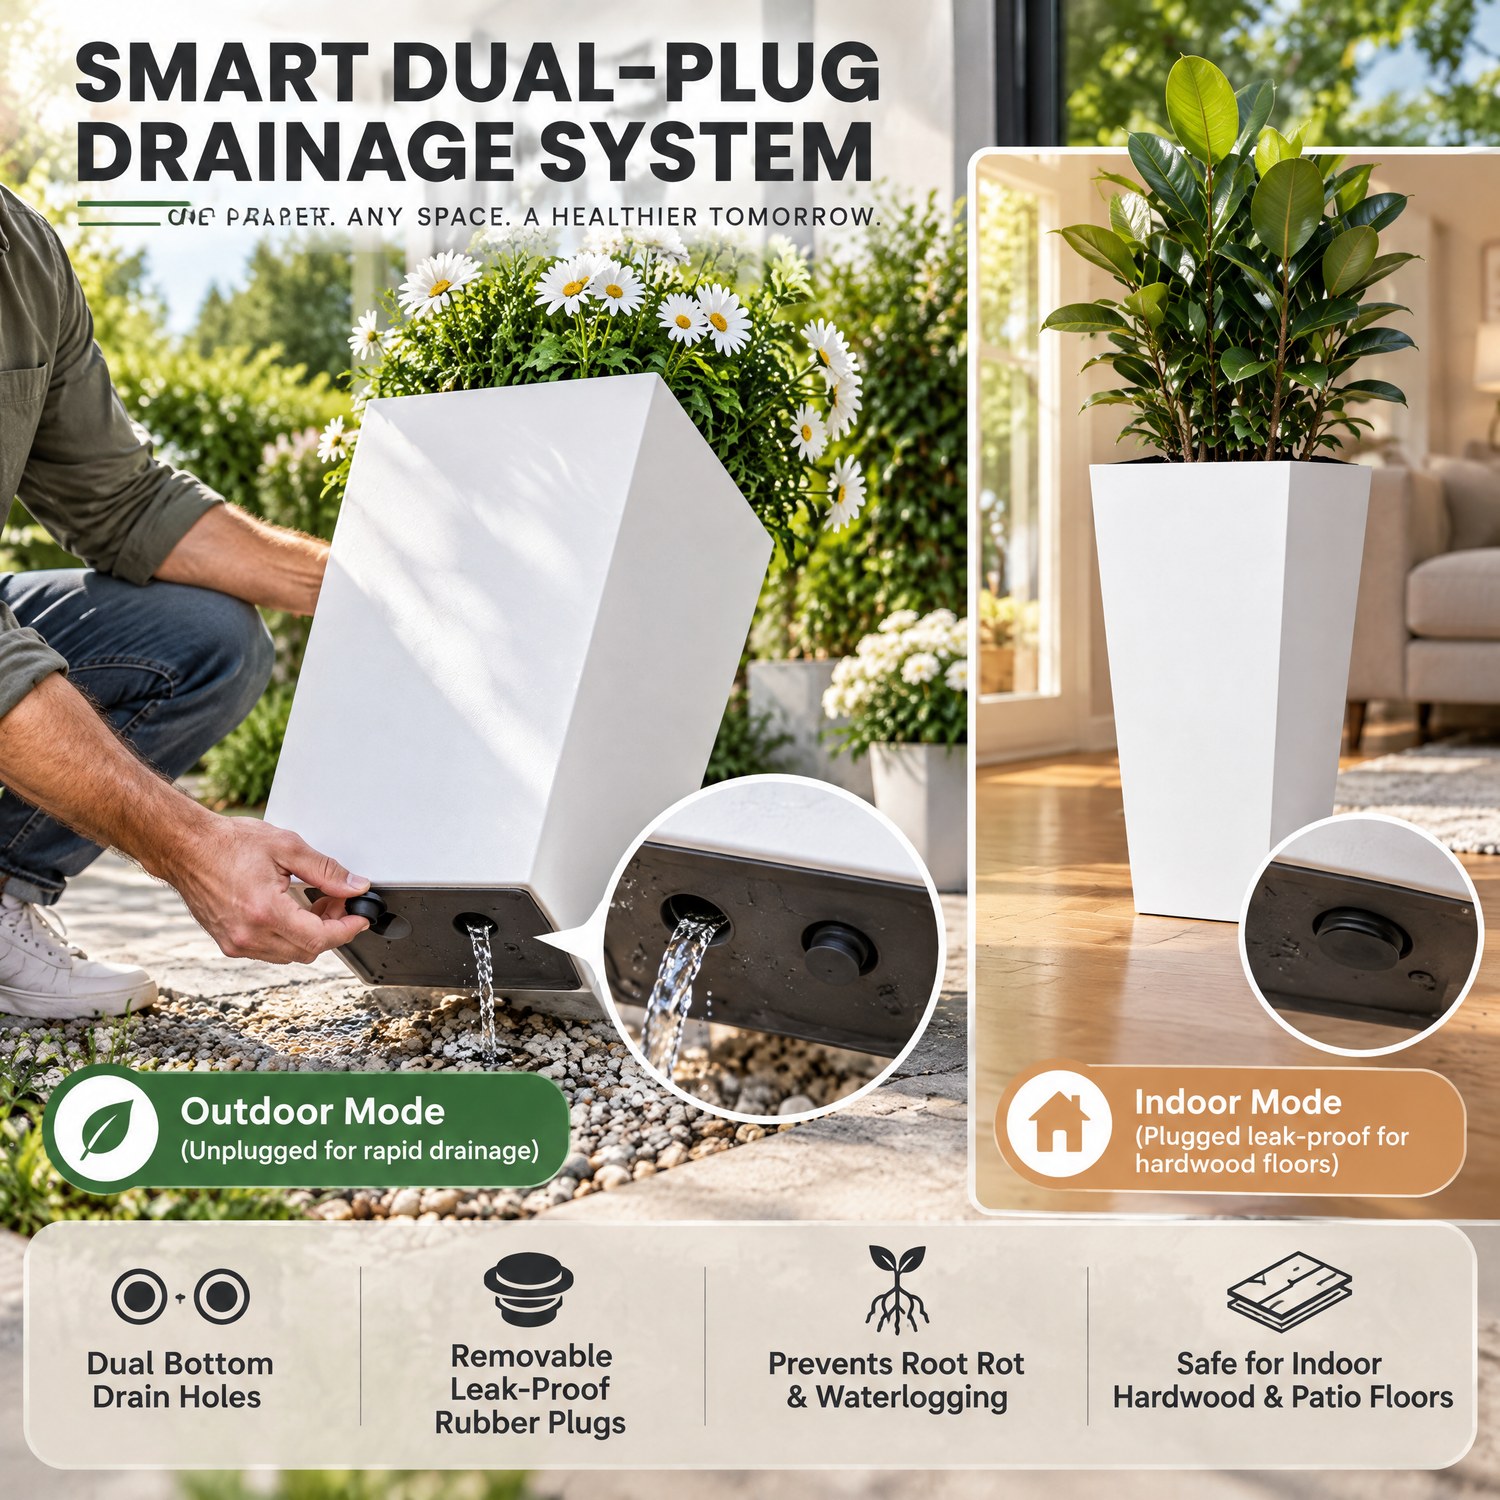 SMART DUAL-PLUG
DRAINAGE SYSTEM
ANY SPACE. A HEALTHIER TOMORROW.
Outdoor Mode
(Unplugged for rapid drainage)
Indoor Mode
(Plugged leak-proof for
hardwood floors)
Dual Bottom
Drain Holes
Removable
Leak-Proof
Rubber Plugs
Prevents Root Rot
& Waterlogging
Safe for Indoor
Hardwood & Patio Floors